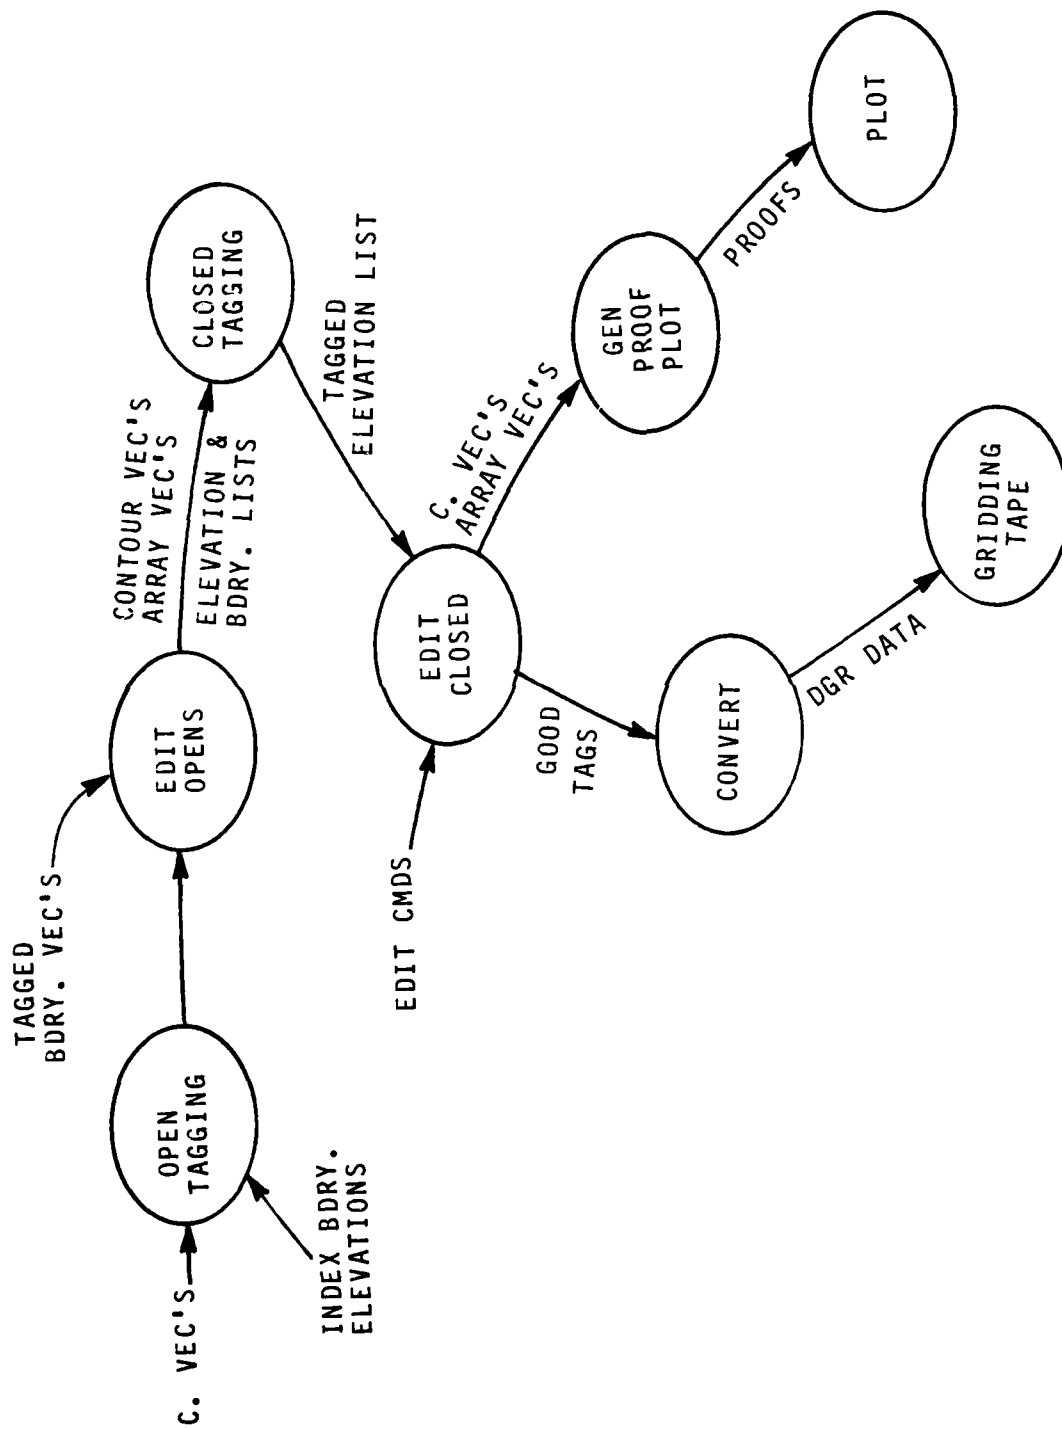 C. VEC'S
INDEX BDRY.
ELEVATIONS
OPEN
TAGGING
TAGGED
BDRY. VEC'S
EDIT
OPENS
CONTOUR VEC'S
ARRAY VEC'S
ELEVATION &
BDRY. LISTS
CLOSED
TAGGING
TAGGED
ELEVATION LIST
EDIT CMDS
EDIT
CLOSED
C. VEC'S
ARRAY VEC'S
GEN
PROOF
PLOT
PROOFS
PLOT
GOOD
TAGS
CONVERT
DGR DATA
GRIDDING
TAPE